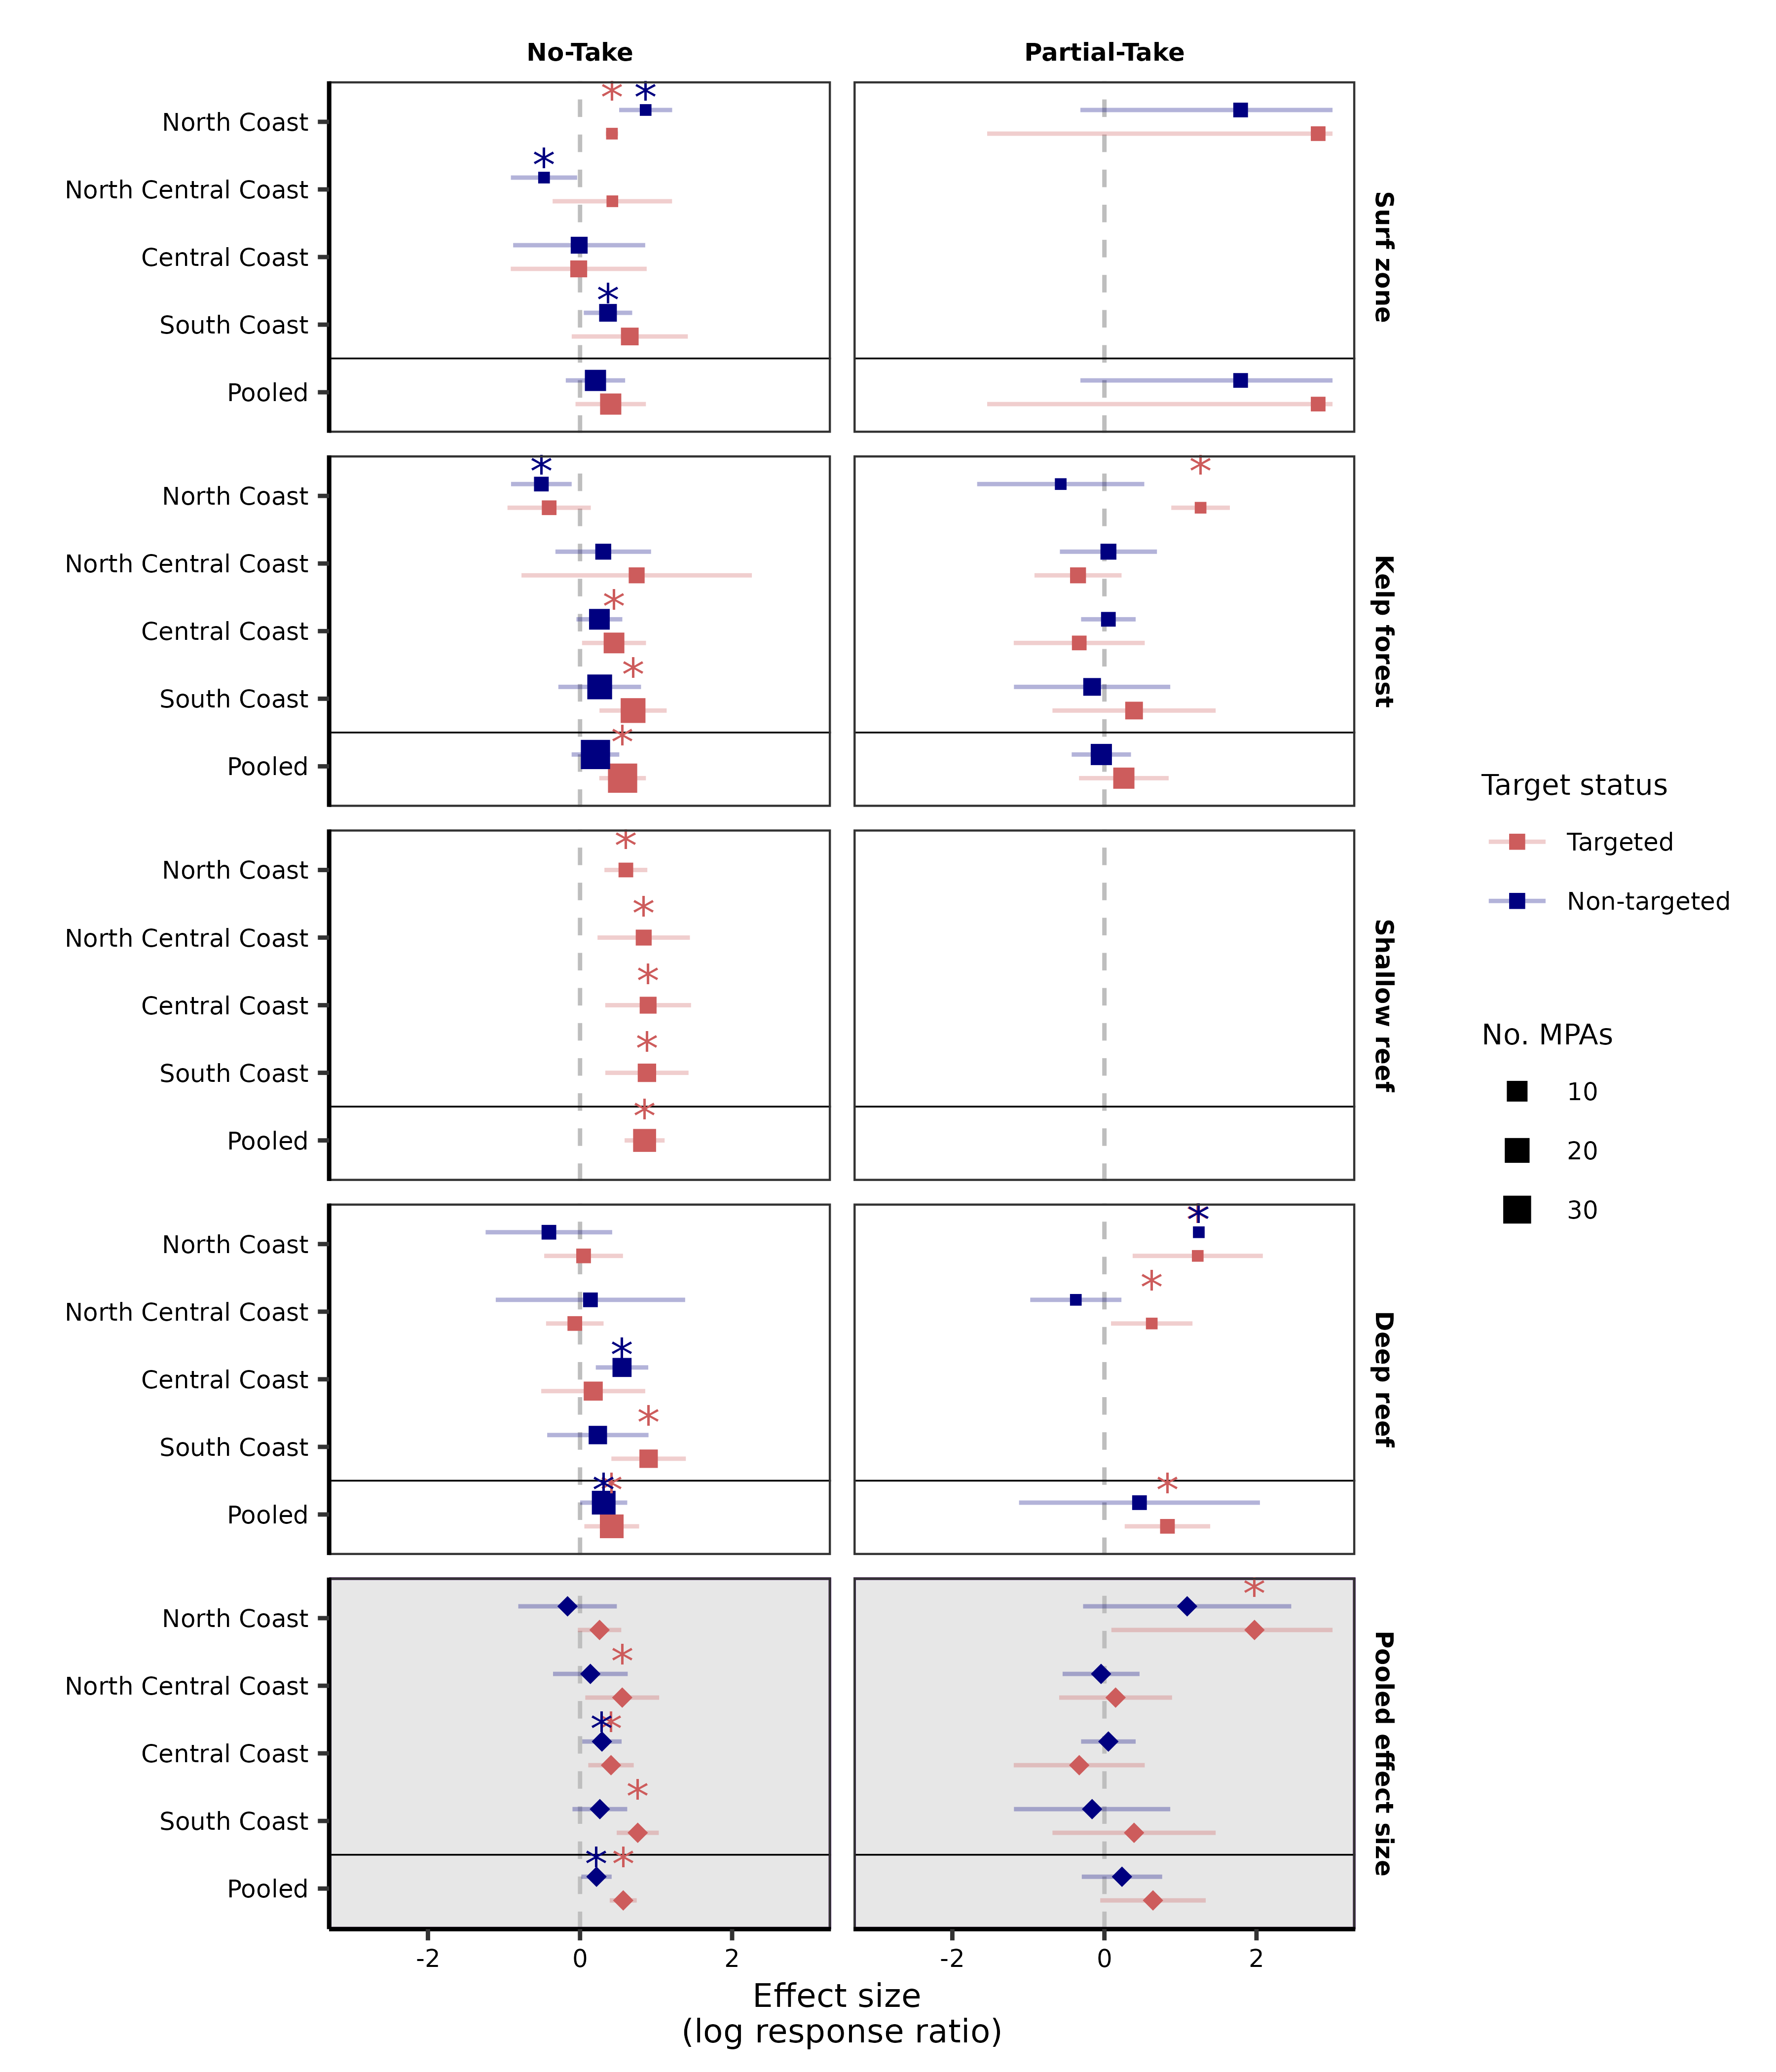 No-Take
Partial-Take
North Coast
North Central Coast
Central Coast
South Coast
Pooled
Surf zone
North Coast
North Central Coast
Central Coast
South Coast
Pooled
Kelp forest
North Coast
North Central Coast
Central Coast
South Coast
Pooled
Shallow reef
North Coast
North Central Coast
Central Coast
South Coast
Pooled
Deep reef
North Coast
North Central Coast
Central Coast
South Coast
Pooled
Pooled effect size
-2 0 2
-2 0 2
Effect size
(log response ratio)
Target status
Targeted
Non-targeted
No. MPAs
10
20
30